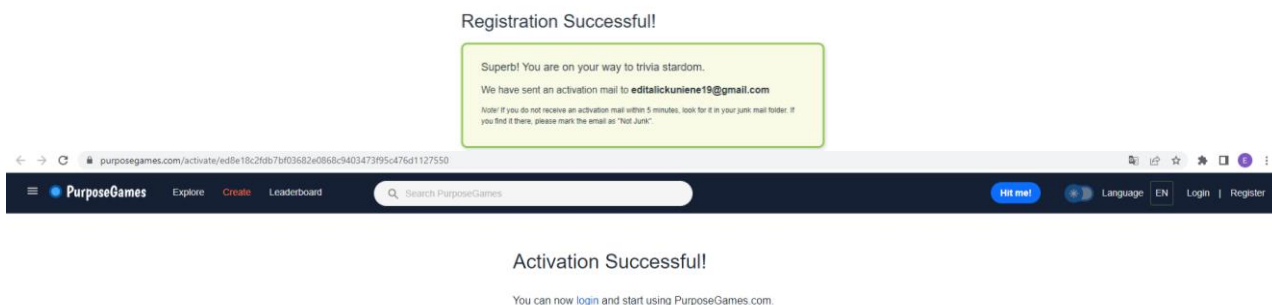 Registration Successful!
Superb! You are on your way to trivia stardom.
We have sent an activation mail to editalickuniene19@gmail.com
Note! If you do not receive an activation mail within 5 minutes, look for it in your junk mail folder. If
you find it there, please mark the email as "Not Junk".
purposegames.com/activate/ed8e18c2fdb7bf03682e0868c9403473f95c476d1127550
E
PurposeGames Explore Create Leaderboard Search PurposeGames Hit me! Language EN Login | Register
Activation Successful!
You can now login and start using PurposeGames.com.